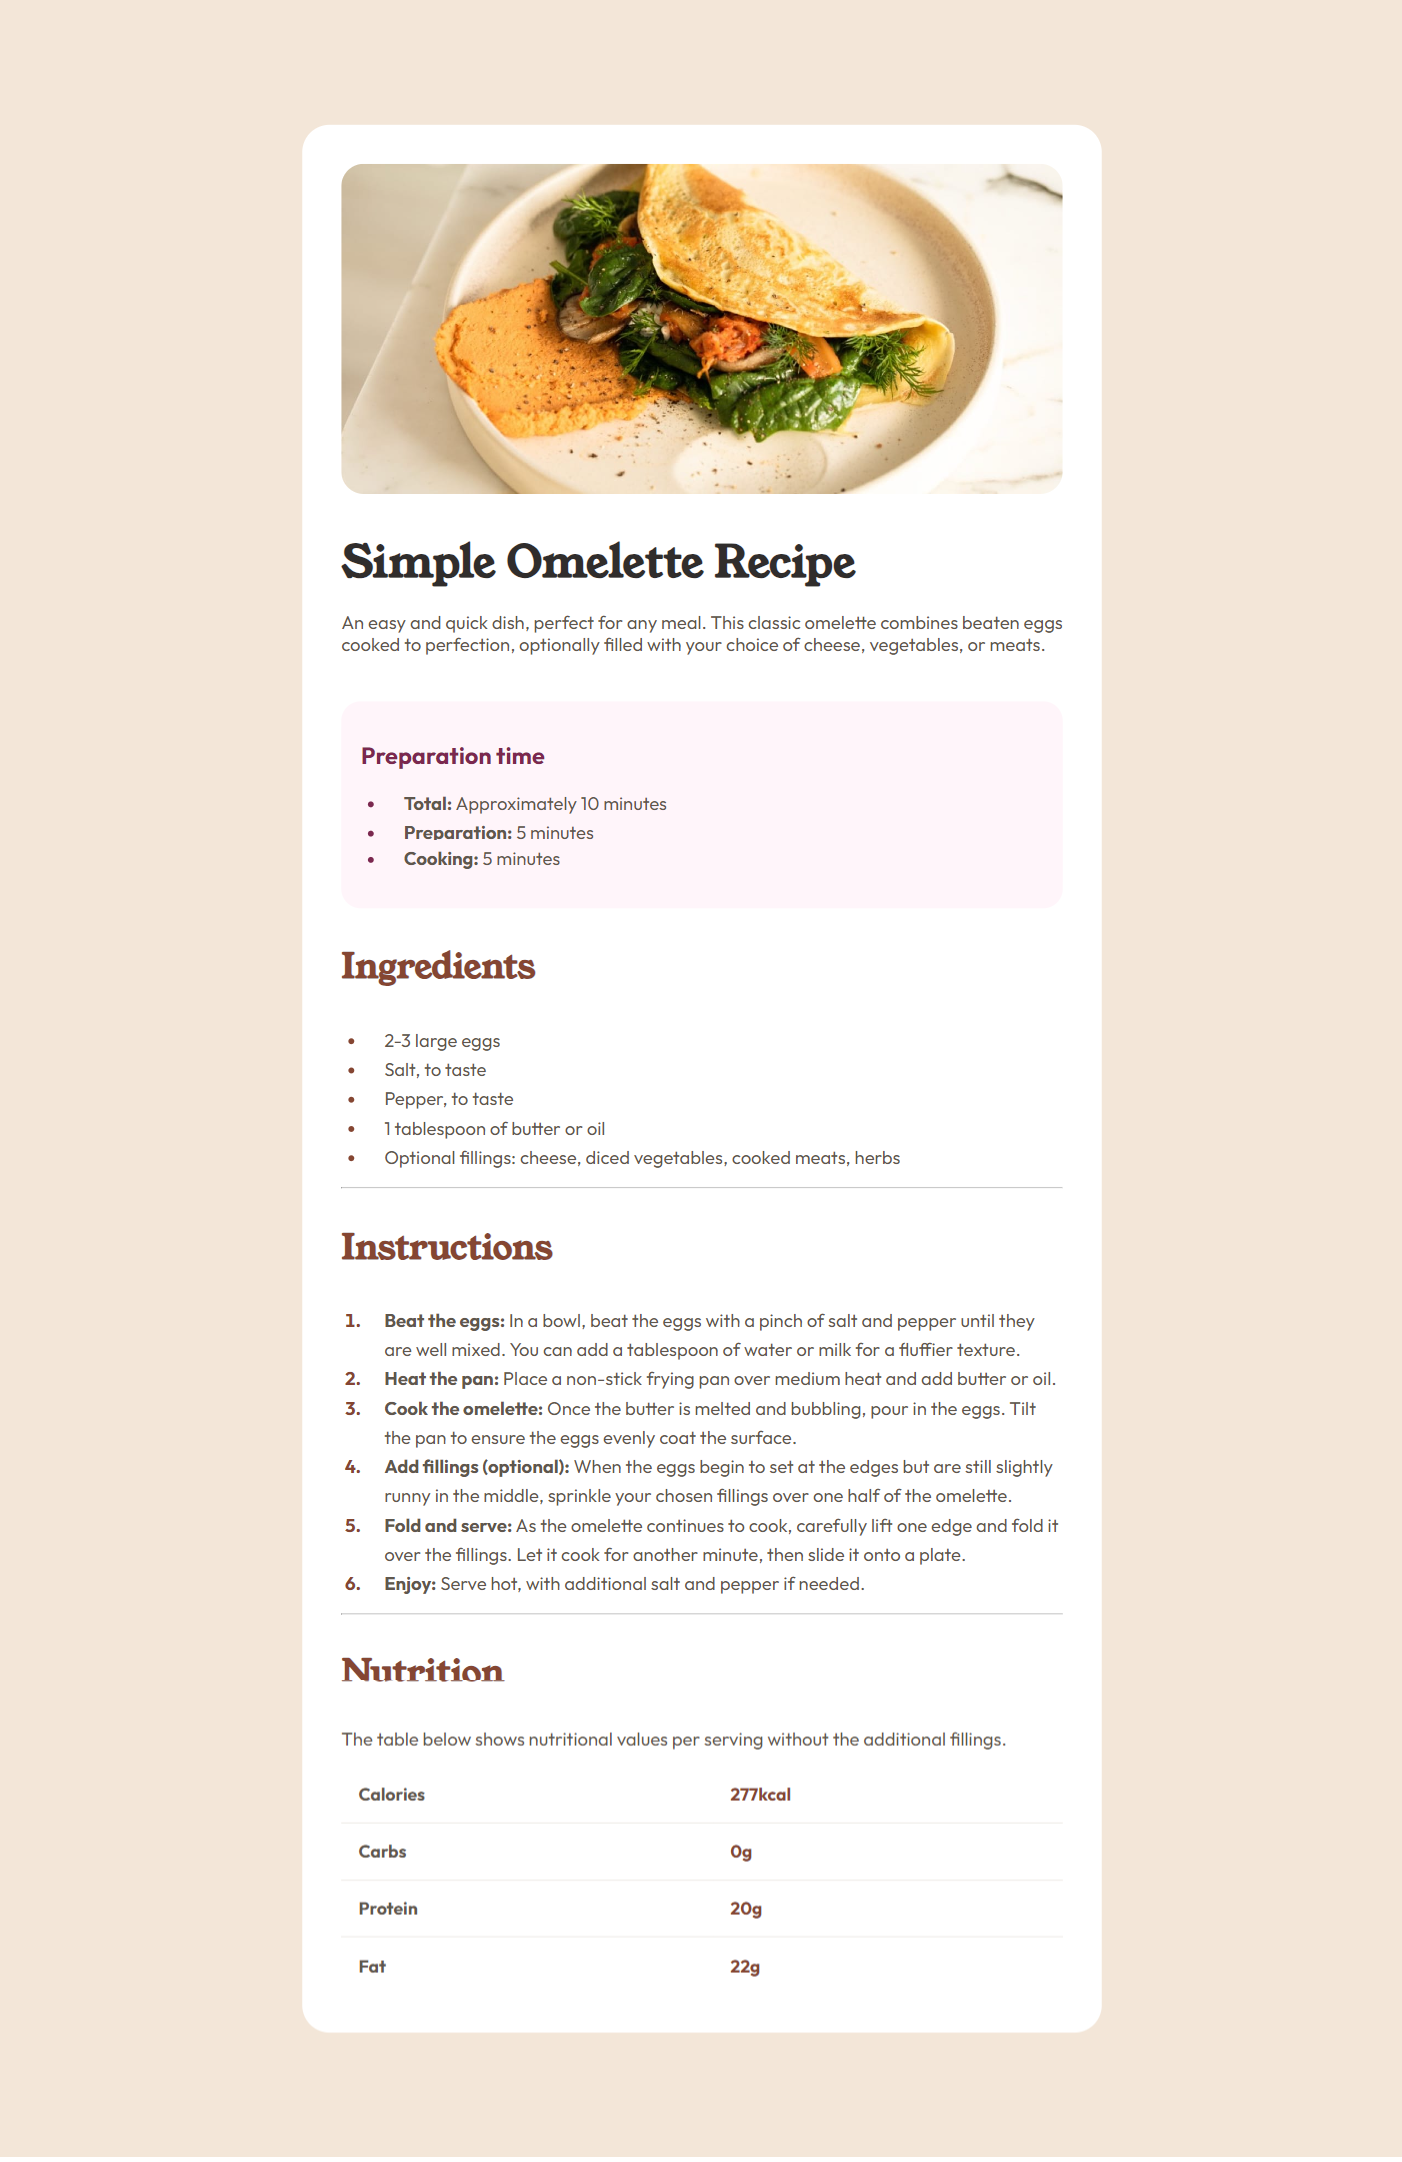 Simple Omelette Recipe
An easy and quick dish, perfect for any meal. This classic omelette combines beaten eggs
cooked to perfection, optionally filled with your choice of cheese, vegetables, or meats.
Preparation time
• Total: Approximately 10 minutes
• Preparation: 5 minutes
• Cooking: 5 minutes
Ingredients
• 2-3 large eggs
• Salt, to taste
• Pepper, to taste
• 1 tablespoon of butter or oil
• Optional fillings: cheese, diced vegetables, cooked meats, herbs
Instructions
1. Beat the eggs: In a bowl, beat the eggs with a pinch of salt and pepper until they
are well mixed. You can add a tablespoon of water or milk for a fluffier texture.
2. Heat the pan: Place a non-stick frying pan over medium heat and add butter or oil.
3. Cook the omelette: Once the butter is melted and bubbling, pour in the eggs. Tilt
the pan to ensure the eggs evenly coat the surface.
4. Add fillings (optional): When the eggs begin to set at the edges but are still slightly
runny in the middle, sprinkle your chosen fillings over one half of the omelette.
5. Fold and serve: As the omelette continues to cook, carefully lift one edge and fold it
over the fillings. Let it cook for another minute, then slide it onto a plate.
6. Enjoy: Serve hot, with additional salt and pepper if needed.
Nutrition
The table below shows nutritional values per serving without the additional fillings.
Calories 277kcal
Carbs 0g
Protein 20g
Fat 22g